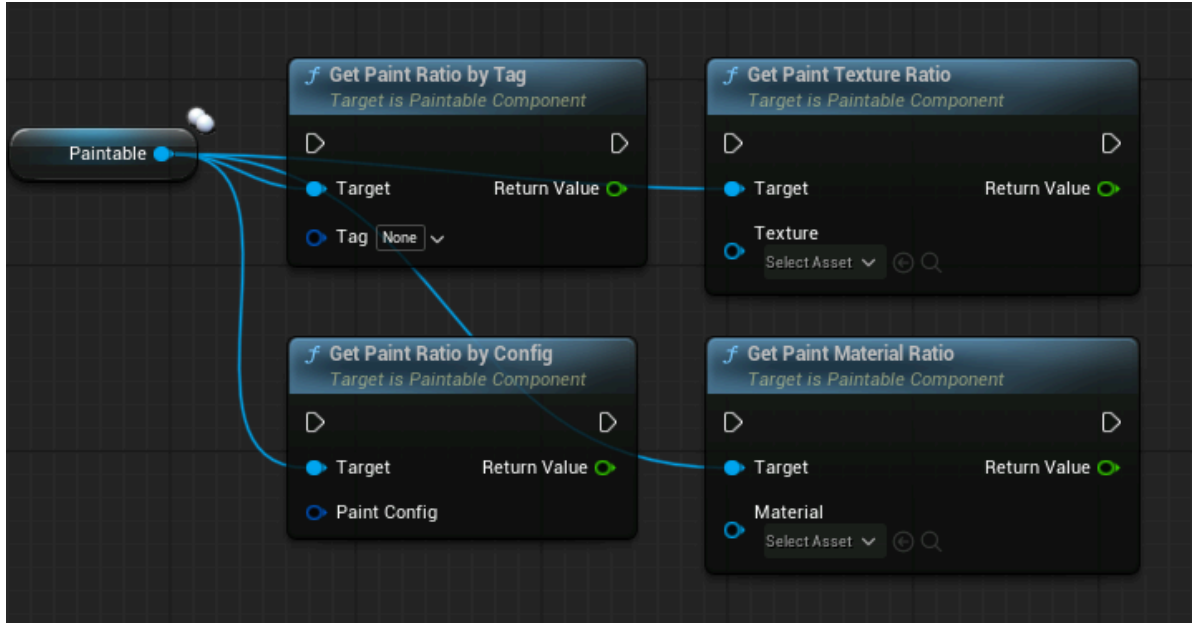 Paintable
Get Paint Ratio by Tag
Target is Paintable Component
Target Return Value
Tag None
Get Paint Texture Ratio
Target is Paintable Component
Target Return Value
Texture
Select Asset
Get Paint Ratio by Config
Target is Paintable Component
Target Return Value
Paint Config
Get Paint Material Ratio
Target is Paintable Component
Target Return Value
Material
Select Asset